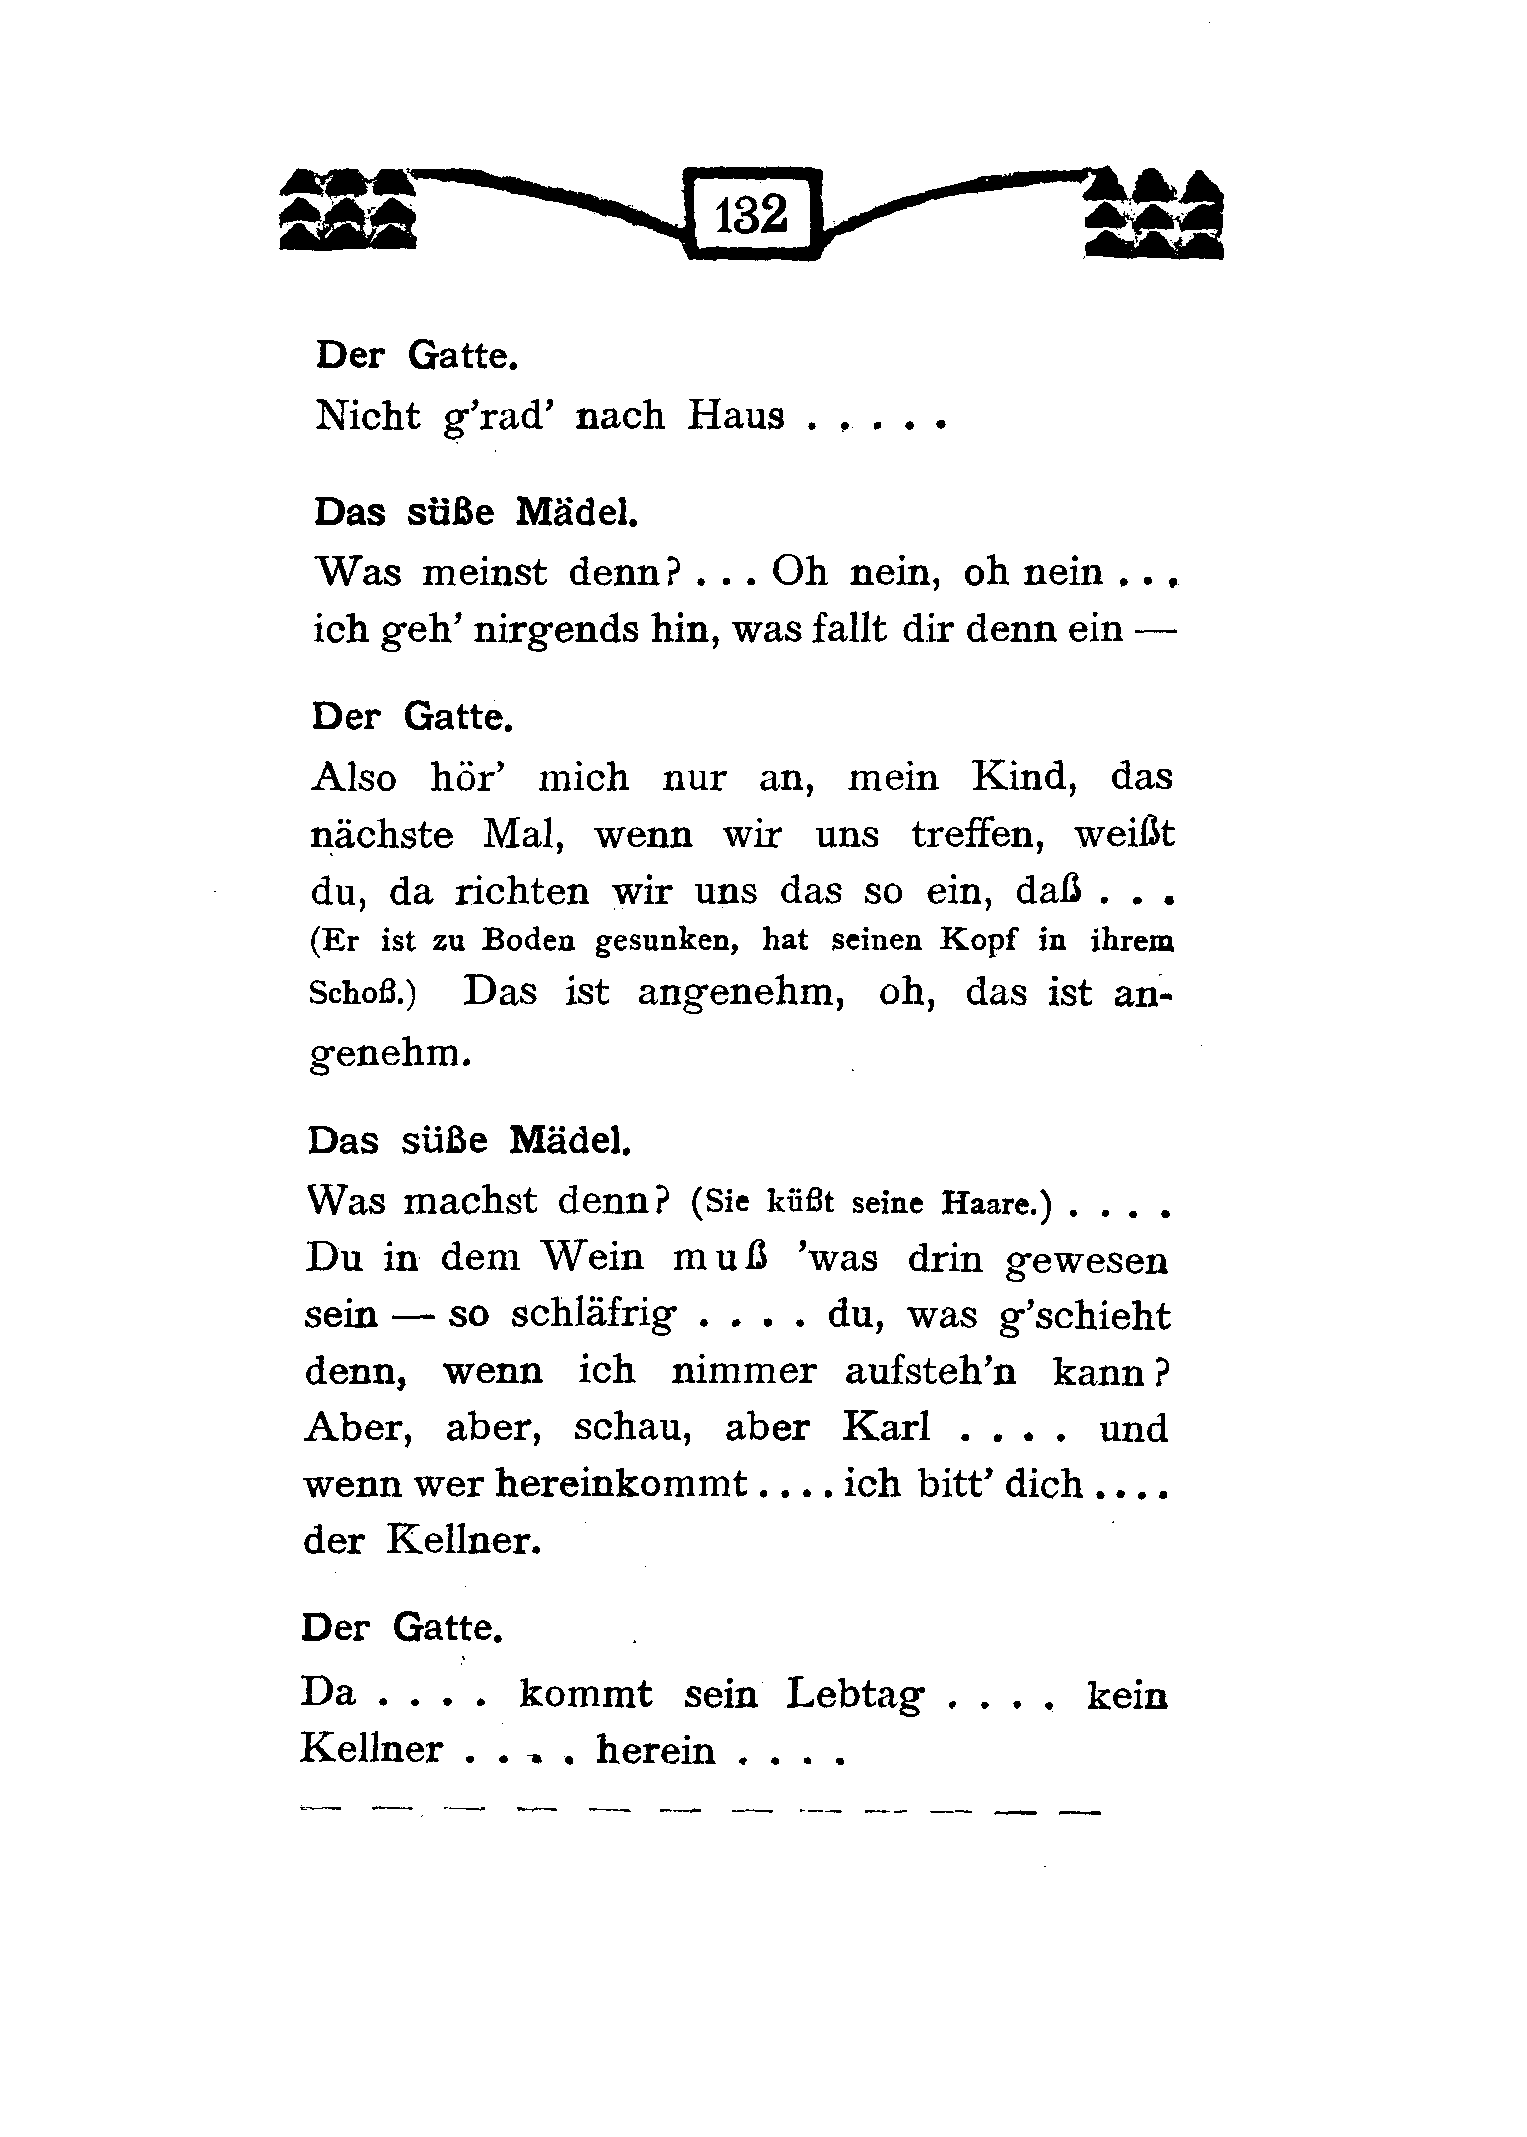 132
Der Gatte.
Nicht g’rad’ nach Haus . . . . .
Das süße Mädel.
Was meinst denn? . . . Oh nein, oh nein . . .
ich geh’ nirgends hin, was fallt dir denn ein —
Der Gatte.
Also hör’ mich nur an, mein Kind, das
nächste Mal, wenn wir uns treffen, weißt
du, da richten wir uns das so ein, daß . . .
(Er ist zu Boden gesunken, hat seinen Kopf in ihrem
Schoß.) Das ist angenehm, oh, das ist an-
genehm.
Das süße Mädel.
Was machst denn? (Sie küßt seine Haare.) . . . .
Du in dem Wein muß ’was drin gewesen
sein — so schläfrig . . . . du, was g’schieht
denn, wenn ich nimmer aufsteh’n kann?
Aber, aber, schau, aber Karl . . . . und
wenn wer hereinkommt . . . . ich bitt’ dich . . . .
der Kellner.
Der Gatte.
Da . . . . kommt sein Lebtag . . . . kein
Kellner . . . . herein . . . .
— — — — — — — — — — — —